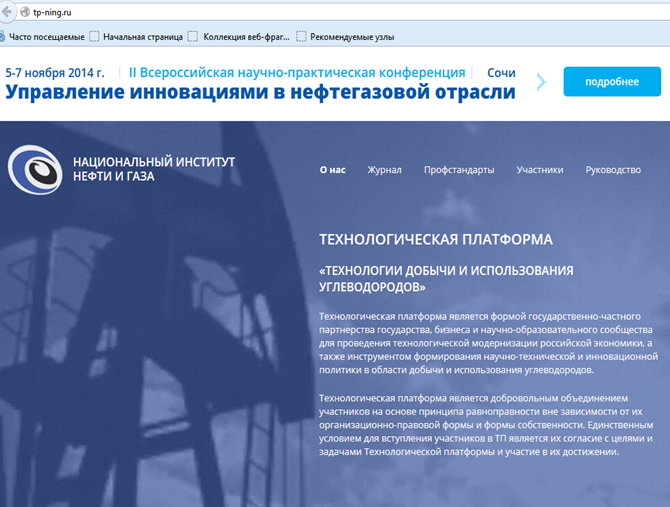 tp-ning.ru
Часто посещаемые Начальная страница Коллекция веб-фраг... Рекомендуемые узлы
5-7 ноября 2014 г. II Всероссийская научно-практическая конференция Сочи
Управление инновациями в нефтегазовой отрасли
подробнее
НАЦИОНАЛЬНЫЙ ИНСТИТУТ
НЕФТИ И ГАЗА
О нас Журнал Профстандарты Участники Руководство
ТЕХНОЛОГИЧЕСКАЯ ПЛАТФОРМА
«ТЕХНОЛОГИИ ДОБЫЧИ И ИСПОЛЬЗОВАНИЯ
УГЛЕВОДОРОДОВ»
Технологическая платформа является формой государственно-частного
партнерства государства, бизнеса и научно-образовательного сообщества
для проведения технологической модернизации российской экономики, а
также инструментом формирования научно-технической и инновационной
политики в области добычи и использования углеводородов.
Технологическая платформа является добровольным объединением
участников на основе принципа равноправности вне зависимости от их
организационно-правовой формы и формы собственности. Единственным
условием для вступления участников в ТП является их согласие с целями и
задачами Технологической платформы и участие в их достижении.